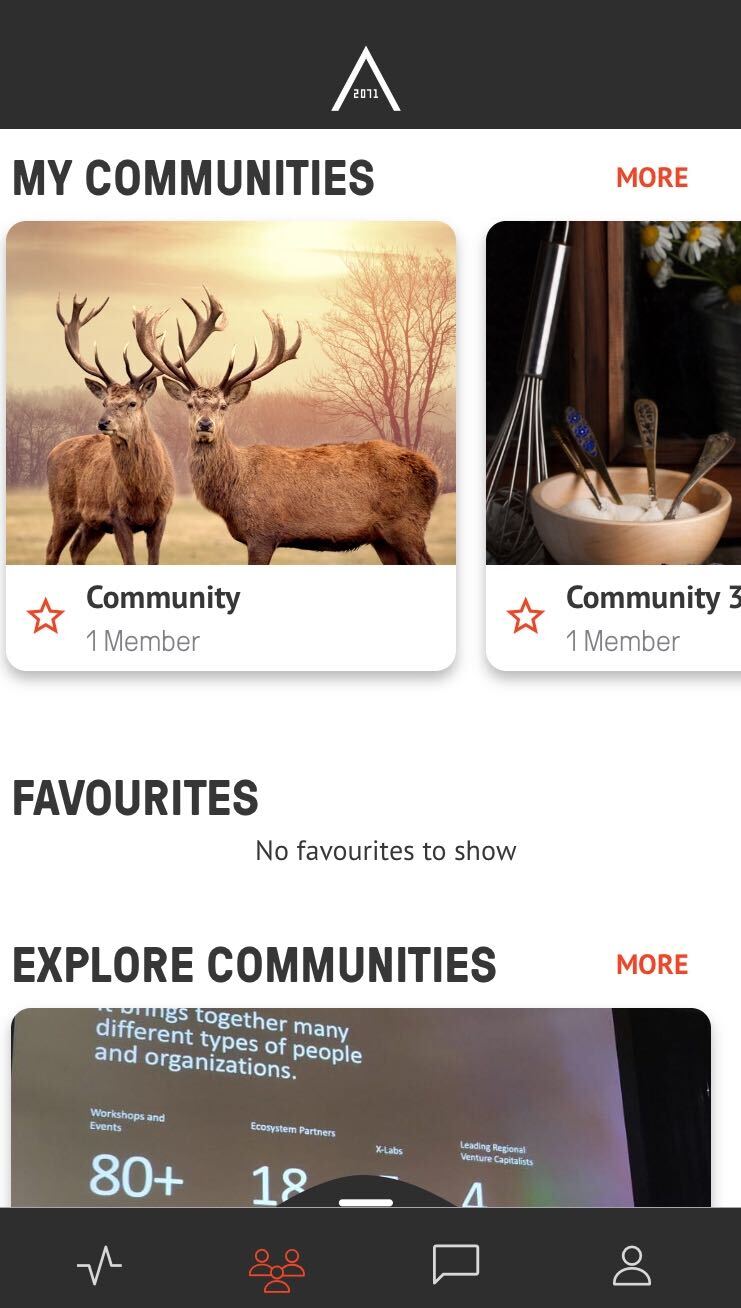 2071
MY COMMUNITIES
MORE
Community
1 Member
Community 3
1 Member
FAVOURITES
No favourites to show
EXPLORE COMMUNITIES
MORE
brings together many
different types of people
and organizations.
Workshops and
Events
80+
Ecosystem Partners
18
X-Labs
Leading Regional
Venture Capitalists
4